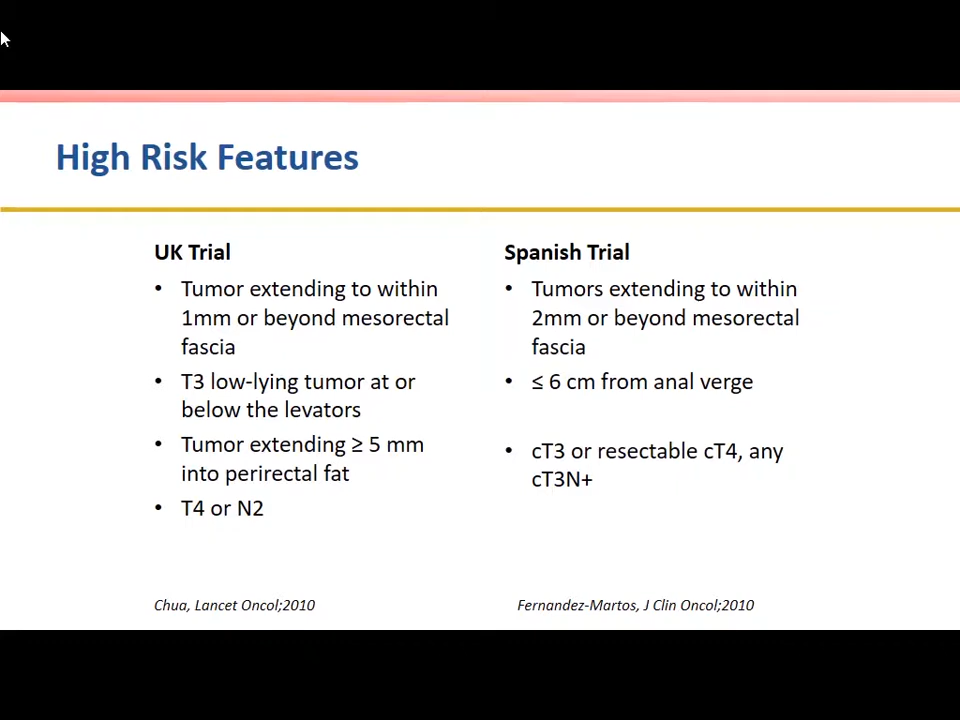 High Risk Features
UK Trial
• Tumor extending to within
1mm or beyond mesorectal
fascia
• T3 low-lying tumor at or
below the levators
• Tumor extending ≥ 5 mm
into perirectal fat
• T4 or N2
Chua, Lancet Oncol;2010
Spanish Trial
• Tumors extending to within
2mm or beyond mesorectal
fascia
• ≤ 6 cm from anal verge
• cT3 or resectable cT4, any
cT3N+
Fernandez-Martos, J Clin Oncol;2010